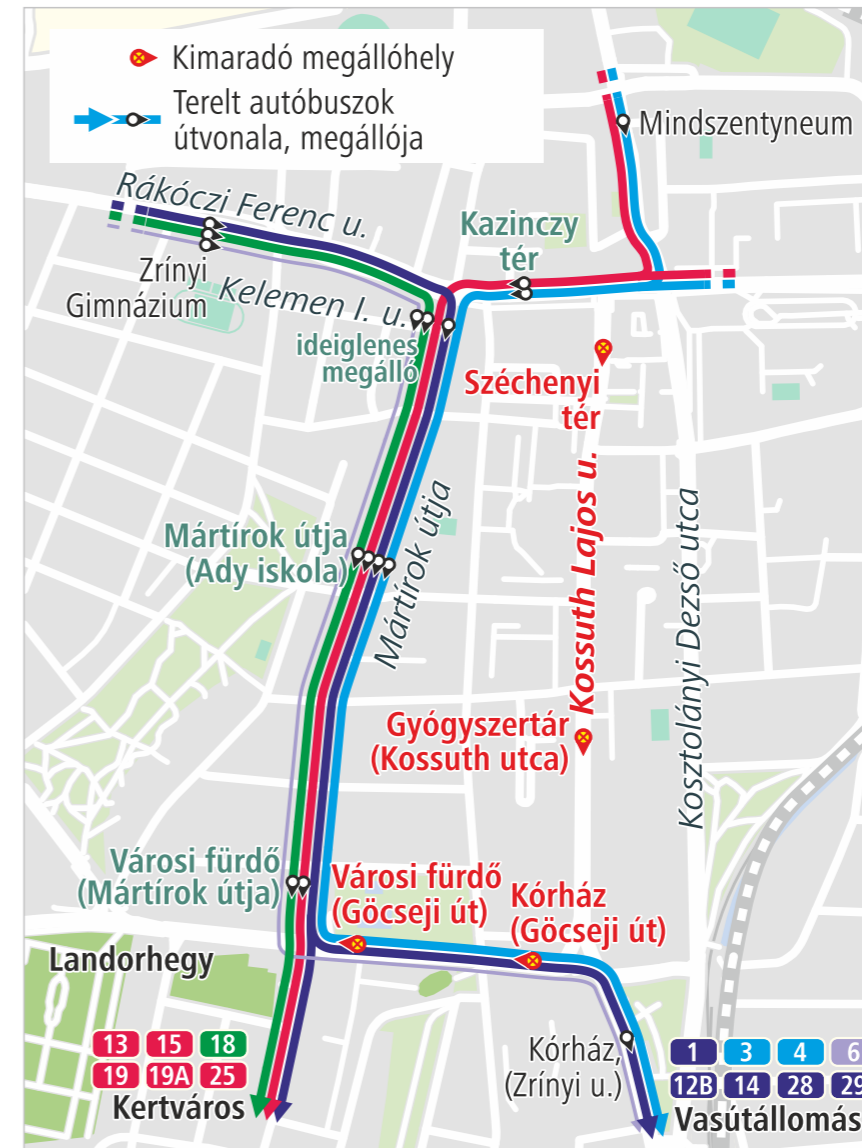 Kimaradó megállóhely
Terelt autóbuszok
útvonala, megállója
Mindszentyneum
Rákóczi Ferenc u.
Kazinczy
tér
Zrínyi
Gimnázium
Kelemen I. u.
ideiglenes
megálló
Széchenyi
tér
Kossuth Lajos u.
Mártírok útja
(Ady iskola)
Mártírok útja
Kosztolányi Dezső utca
Gyógyszertár
(Kossuth utca)
Városi fürdő
(Mártírok útja)
Városi fürdő
(Göcseji út)
Kórház
(Göcseji út)
Landorhegy
13 15 18
19 19A 25
Kertváros
Kórház,
(Zrínyi u.)
1 3 4 6
12B 14 28 29
Vasútállomás